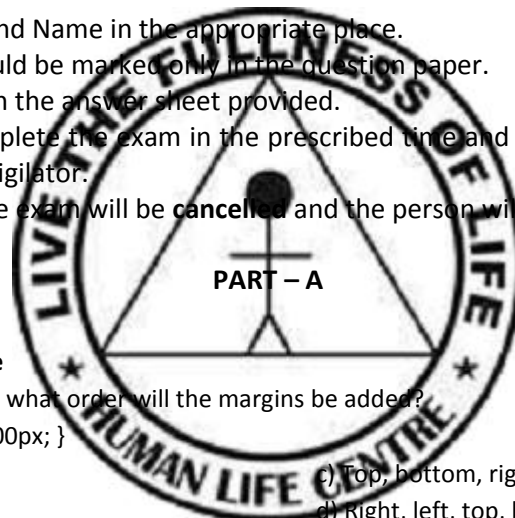 nd Name in the appropriate place.
uld be marked only in the question paper.
n the answer sheet provided.
plete the exam in the prescribed time and
igilator.
e exam will be cancelled and the person wil
PART – A
e
what order will the margins be added?
00px; }
c) Top, bottom, rig
d) Right, left, top, b
LIVE THE FULLNESS OF LIFE
★ HUMAN LIFE CENTRE ★